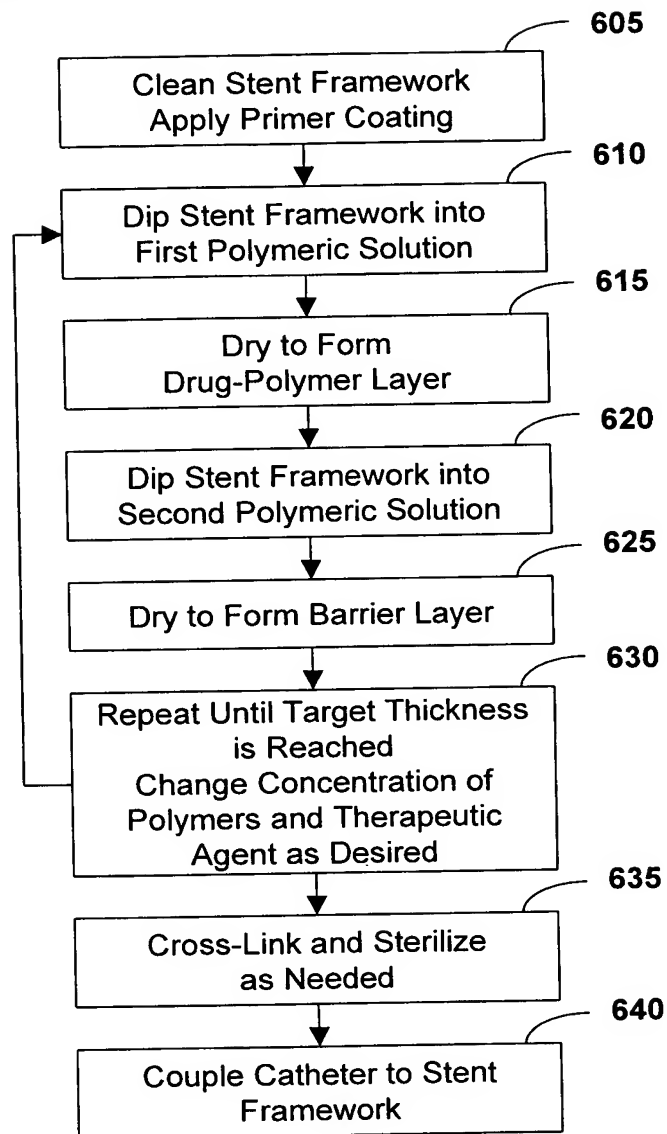 605
Clean Stent Framework
Apply Primer Coating
610
Dip Stent Framework into
First Polymeric Solution
615
Dry to Form
Drug-Polymer Layer
620
Dip Stent Framework into
Second Polymeric Solution
625
Dry to Form Barrier Layer
630
Repeat Until Target Thickness
is Reached
Change Concentration of
Polymers and Therapeutic
Agent as Desired
635
Cross-Link and Sterilize
as Needed
640
Couple Catheter to Stent
Framework